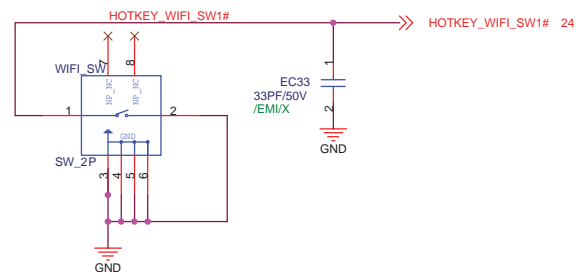 HOTKEY_WIFI_SW1#
HOTKEY_WIFI_SW1# 24
7
8
1
WIFI_SW
NP_NC
NP_NC
EC33
33PF/50V
/EMI/X
1
2
2
GND
GND
SW_2P
3
4
5
6
GND